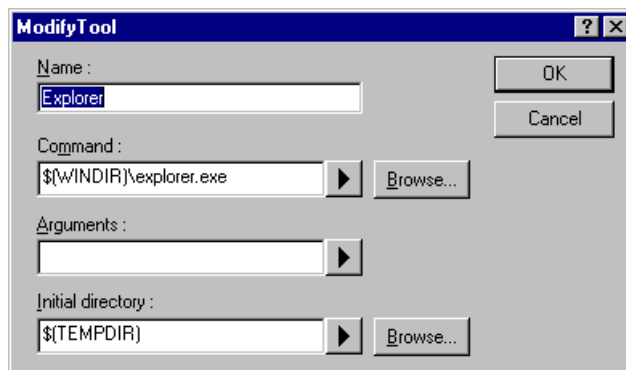 ModifyTool
Name :
OK
Explorer
Cancel
Command :
$(WINDIR)\explorer.exe
Browse...
Arguments :
Initial directory :
$(TEMPDIR)
Browse...